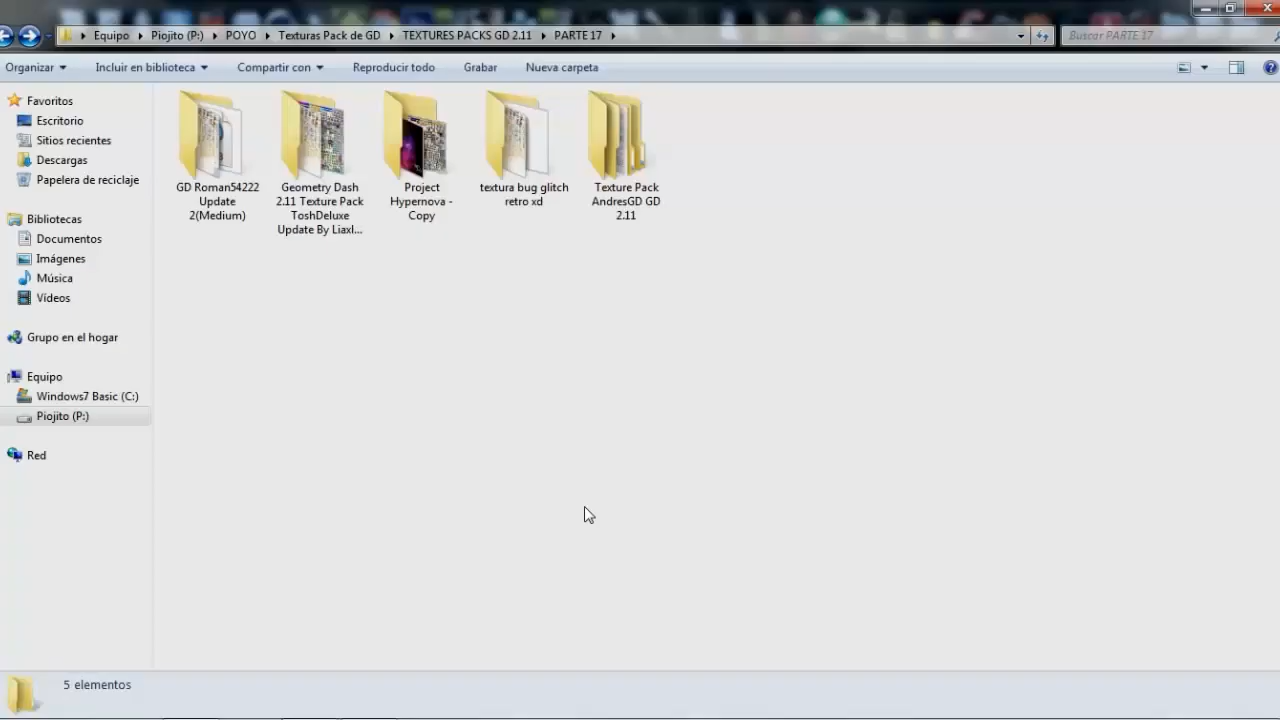 Equipo Piojito (P:) POYO Texturas Pack de GD TEXTURES PACKS GD 2.11 PARTE 17
Buscar PARTE 17
Organizar Incluir en biblioteca Compartir con Reproducir todo Grabar Nueva carpeta
Favoritos
Escritorio
Sitios recientes
Descargas
Papelera de reciclaje
Bibliotecas
Documentos
Imágenes
Música
Vídeos
Grupo en el hogar
Equipo
Windows7 Basic (C:)
Piojito (P:)
Red
GD Roman54222
Update
2(Medium)
Geometry Dash
2.11 Texture Pack
ToshDeluxe
Update By Liaxl...
Project
Hypernova -
Copy
textura bug glitch
retro xd
Texture Pack
AndresGD GD
2.11
5 elementos